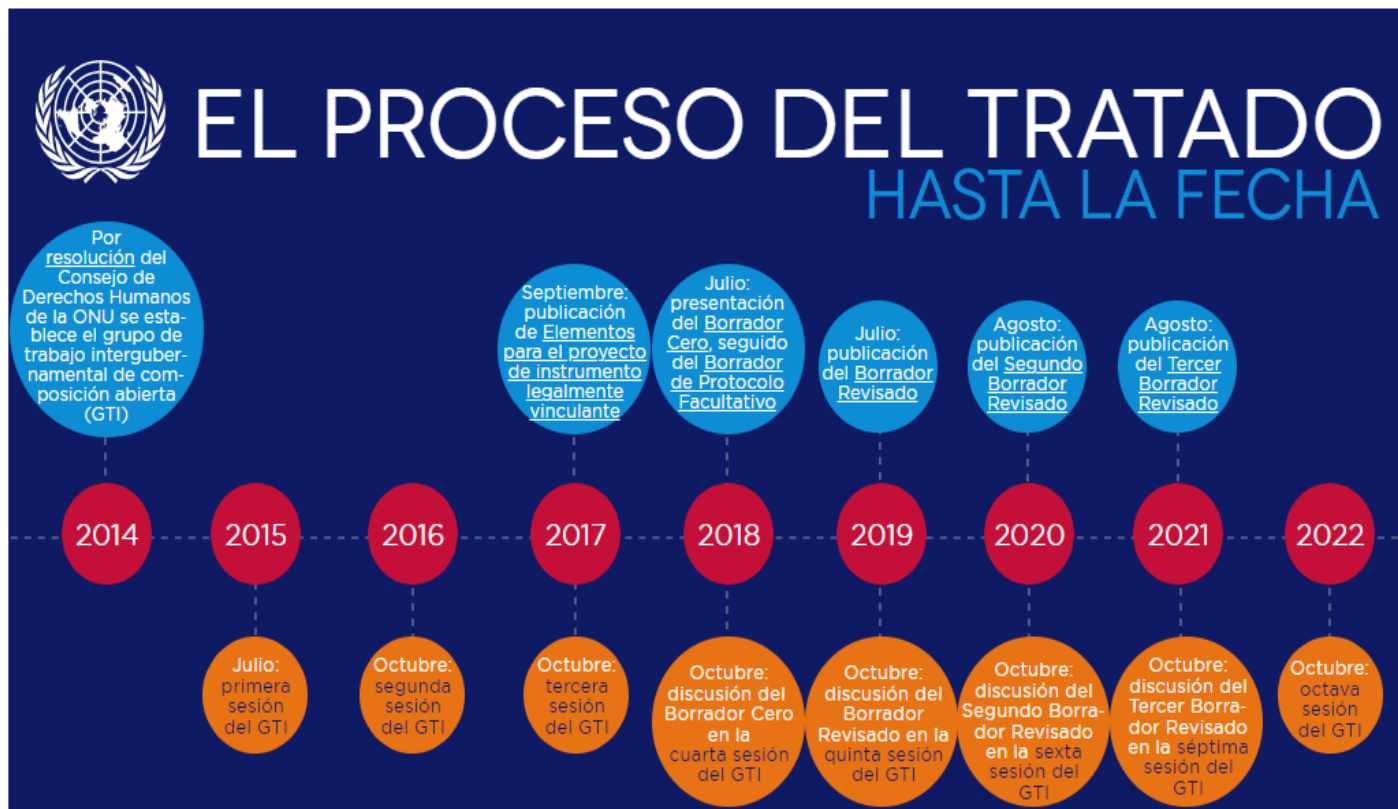 EL PROCESO DEL TRATADO
HASTA LA FECHA
Por
resolución del
Consejo de
Derechos Humanos
de la ONU se esta-
blece el grupo de
trabajo interguber-
namental de com-
posición abierta
(GTI)
Septiembre:
publicación
de Elementos
para el proyecto
de instrumento
legalmente
vinculante
Julio:
presentación
del Borrador
Cero, seguido
del Borrador
de Protocolo
Facultativo
Julio:
publicación
del Borrador
Revisado
Agosto:
publicación
del Segundo
Borrador
Revisado
Agosto:
publicación
del Tercer
Borrador
Revisado
2014
2015
2016
2017
2018
2019
2020
2021
2022
Julio:
primera
sesión
del GTI
Octubre:
segunda
sesión
del GTI
Octubre:
tercera
sesión
del GTI
Octubre:
discusión del
Borrador Cero
en la
cuarta sesión
del GTI
Octubre:
discusión del
Borrador
Revisado en la
quinta sesión
del GTI
Octubre:
discusión del
Segundo Borra-
dor Revisado
en la sexta
sesión del
GTI
Octubre:
discusión del
Tercer Borra-
dor Revisado
en la séptima
sesión del
GTI
Octubre:
octava
sesión
del GTI